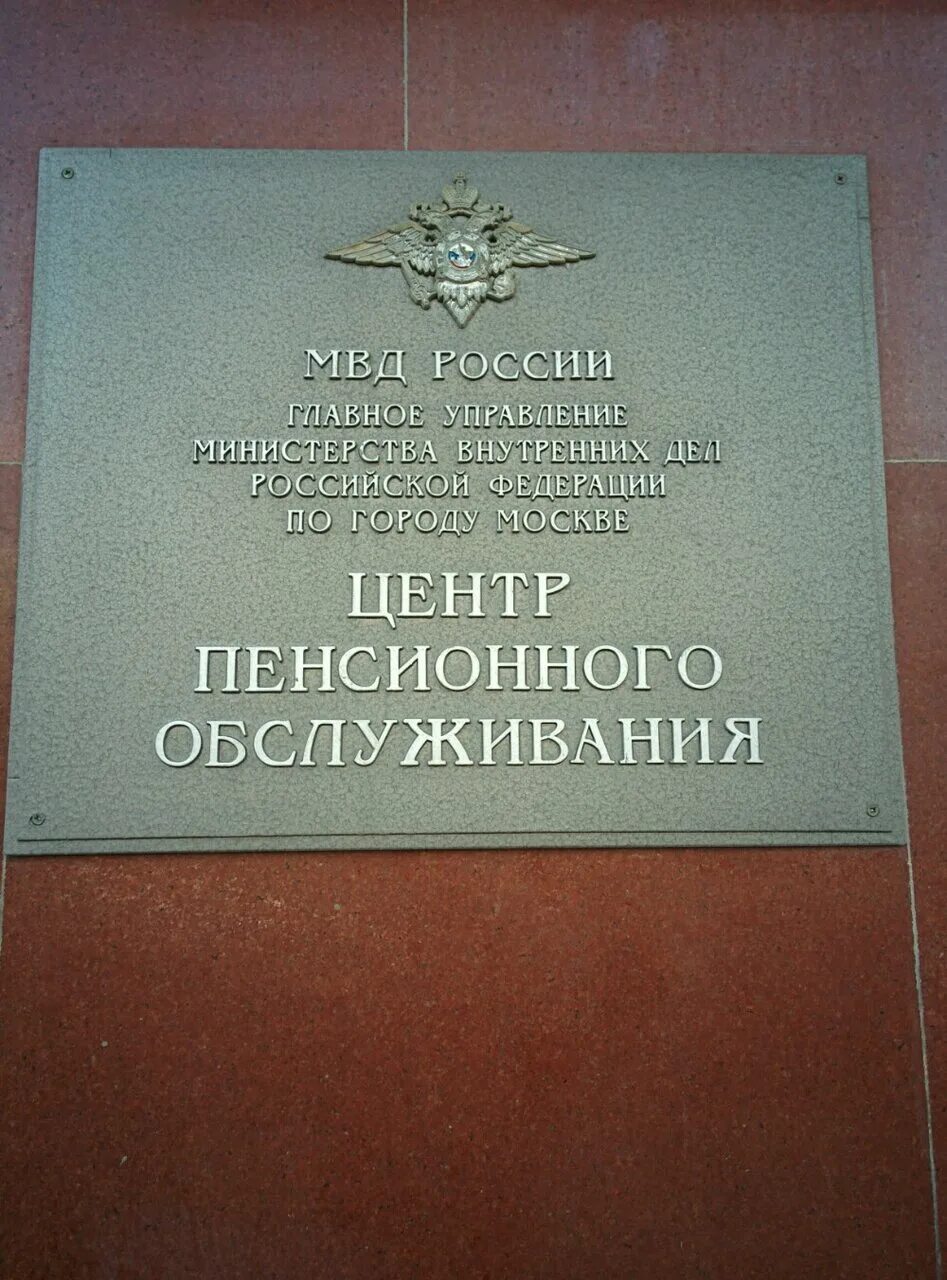 МВД РОССИИ
ГЛАВНОЕ УПРАВЛЕНИЕ
МИНИСТЕРСТВА ВНУТРЕННИХ ДЕЛ
РОССИЙСКОЙ ФЕДЕРАЦИИ
ПО ГОРОДУ МОСКВЕ
ЦЕНТР
ПЕНСИОННОГО
ОБСЛУЖИВАНИЯ